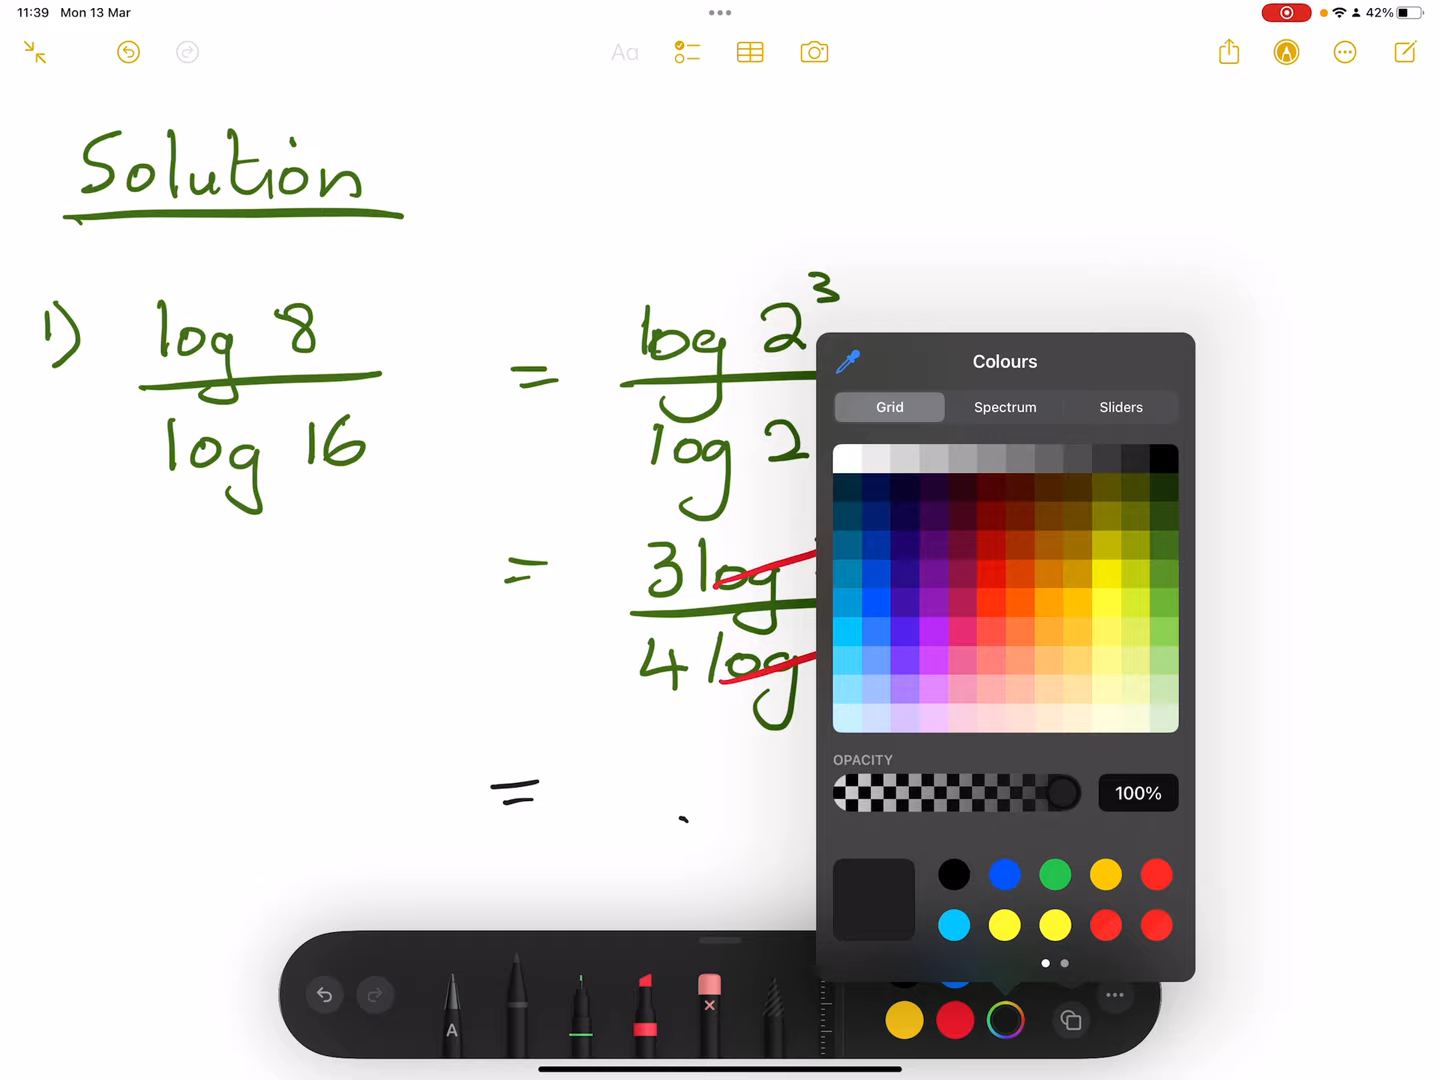 11:39 Mon 13 Mar
42%
Aa
Solution
1) log 8 / log 16 = log 2³ / log 2
= 3 log / 4 log
=
Colours
Grid Spectrum Sliders
OPACITY
100%
A